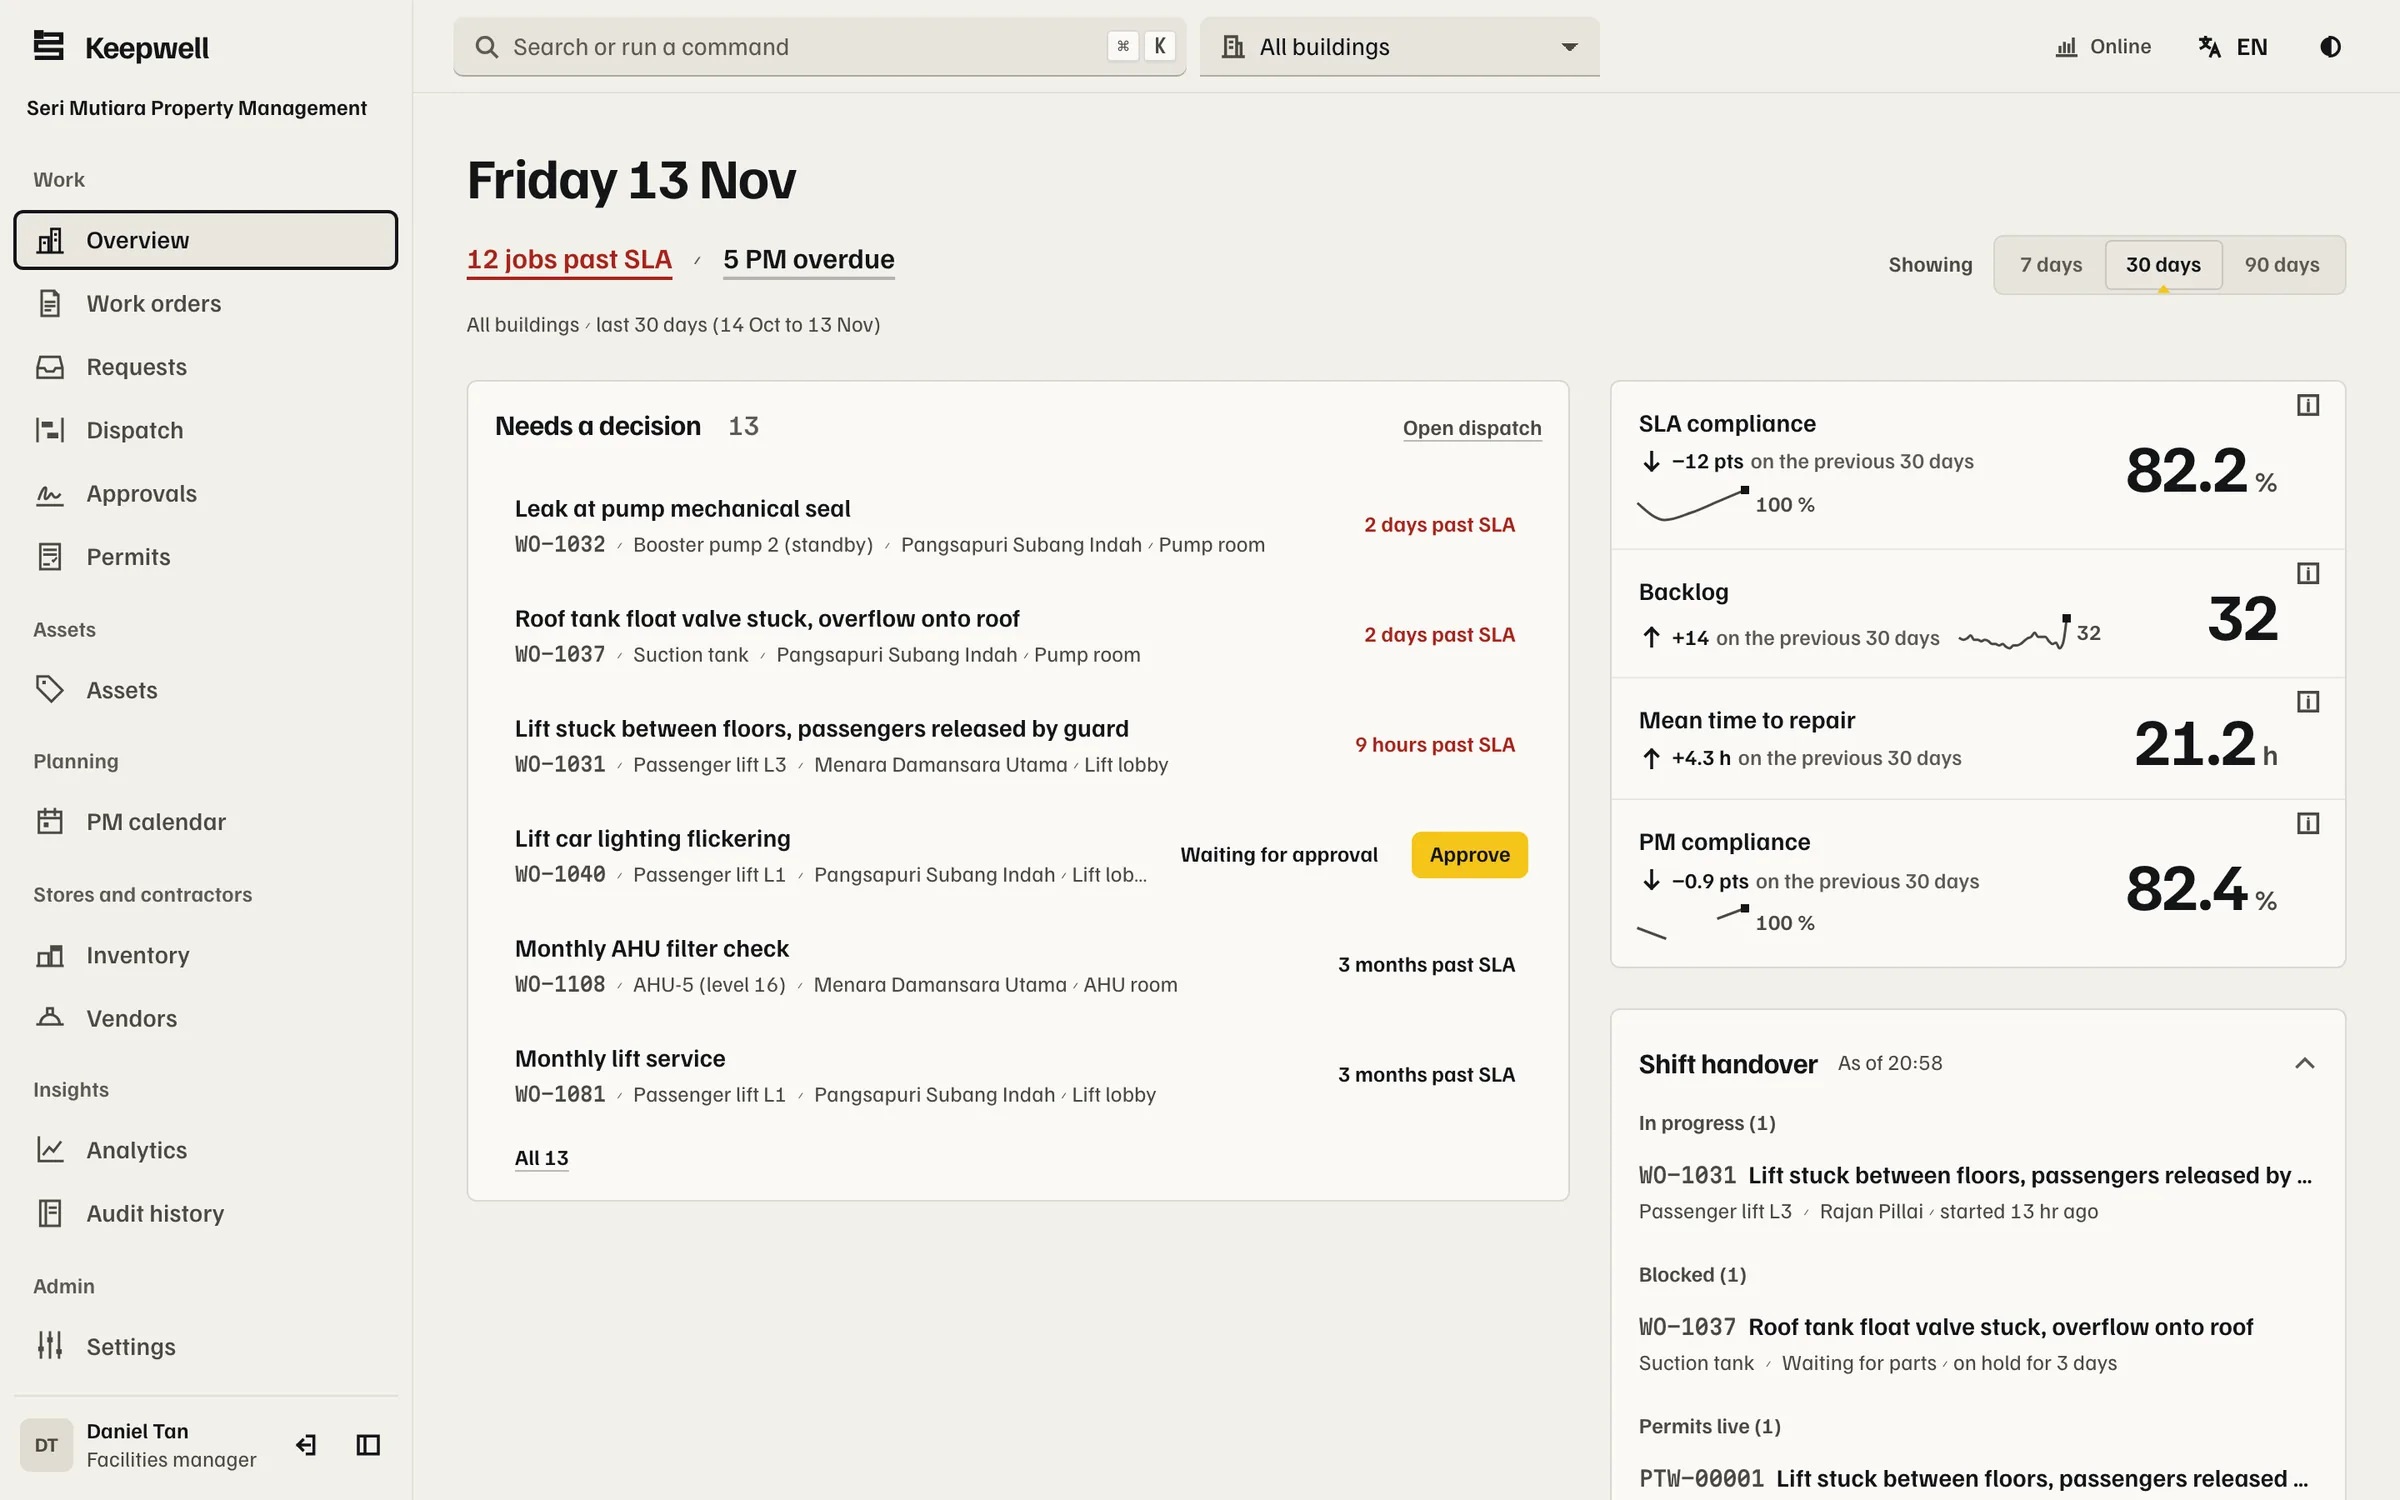 Keepwell
Seri Mutiara Property Management
Work
Overview
Work orders
Requests
Dispatch
Approvals
Permits
Assets
Assets
Planning
PM calendar
Stores and contractors
Inventory
Vendors
Insights
Analytics
Audit history
Admin
Settings
DT
Daniel Tan
Facilities manager
Search or run a command ⌘ K
All buildings
Online
EN
Friday 13 Nov
12 jobs past SLA ⁄ 5 PM overdue
All buildings ⁄ last 30 days (14 Oct to 13 Nov)
Showing 7 days 30 days 90 days
Needs a decision 13
Open dispatch
Leak at pump mechanical seal
WO-1032 ⁄ Booster pump 2 (standby) ⁄ Pangsapuri Subang Indah ⁄ Pump room
2 days past SLA
Roof tank float valve stuck, overflow onto roof
WO-1037 ⁄ Suction tank ⁄ Pangsapuri Subang Indah ⁄ Pump room
2 days past SLA
Lift stuck between floors, passengers released by guard
WO-1031 ⁄ Passenger lift L3 ⁄ Menara Damansara Utama ⁄ Lift lobby
9 hours past SLA
Lift car lighting flickering
WO-1040 ⁄ Passenger lift L1 ⁄ Pangsapuri Subang Indah ⁄ Lift lob...
Waiting for approval
Approve
Monthly AHU filter check
WO-1108 ⁄ AHU-5 (level 16) ⁄ Menara Damansara Utama ⁄ AHU room
3 months past SLA
Monthly lift service
WO-1081 ⁄ Passenger lift L1 ⁄ Pangsapuri Subang Indah ⁄ Lift lobby
3 months past SLA
All 13
SLA compliance
↓ −12 pts on the previous 30 days
100 %
82.2 %
Backlog
↑ +14 on the previous 30 days
32
32
Mean time to repair
↑ +4.3 h on the previous 30 days
21.2 h
PM compliance
↓ −0.9 pts on the previous 30 days
100 %
82.4 %
Shift handover As of 20:58
In progress (1)
WO-1031 Lift stuck between floors, passengers released by ...
Passenger lift L3 ⁄ Rajan Pillai ⁄ started 13 hr ago
Blocked (1)
WO-1037 Roof tank float valve stuck, overflow onto roof
Suction tank ⁄ Waiting for parts ⁄ on hold for 3 days
Permits live (1)
PTW-00001 Lift stuck between floors, passengers released ...